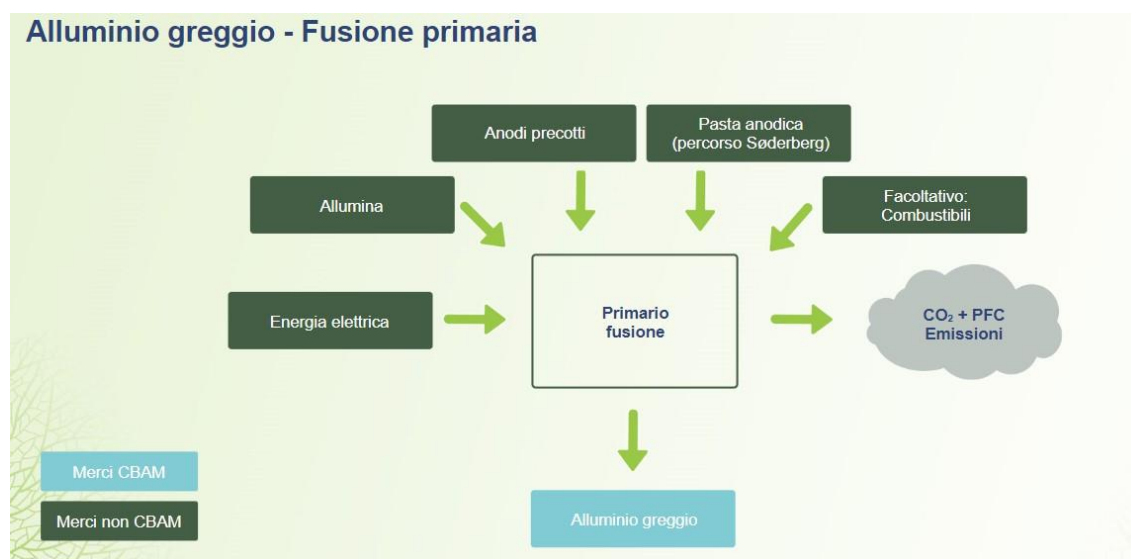 Alluminio greggio - Fusione primaria
Anodi precotti
Pasta anodica
(percorso Søderberg)
Allumina
Facoltativo:
Combustibili
Energia elettrica
Primario
fusione
CO₂ + PFC
Emissioni
Merci CBAM
Merci non CBAM
Alluminio greggio